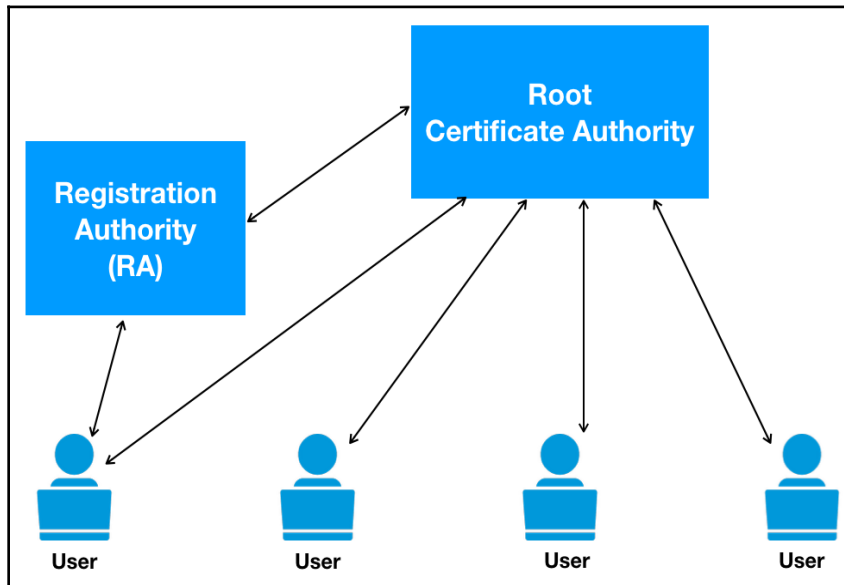 Root
Certificate Authority
Registration
Authority
(RA)
User
User
User
User